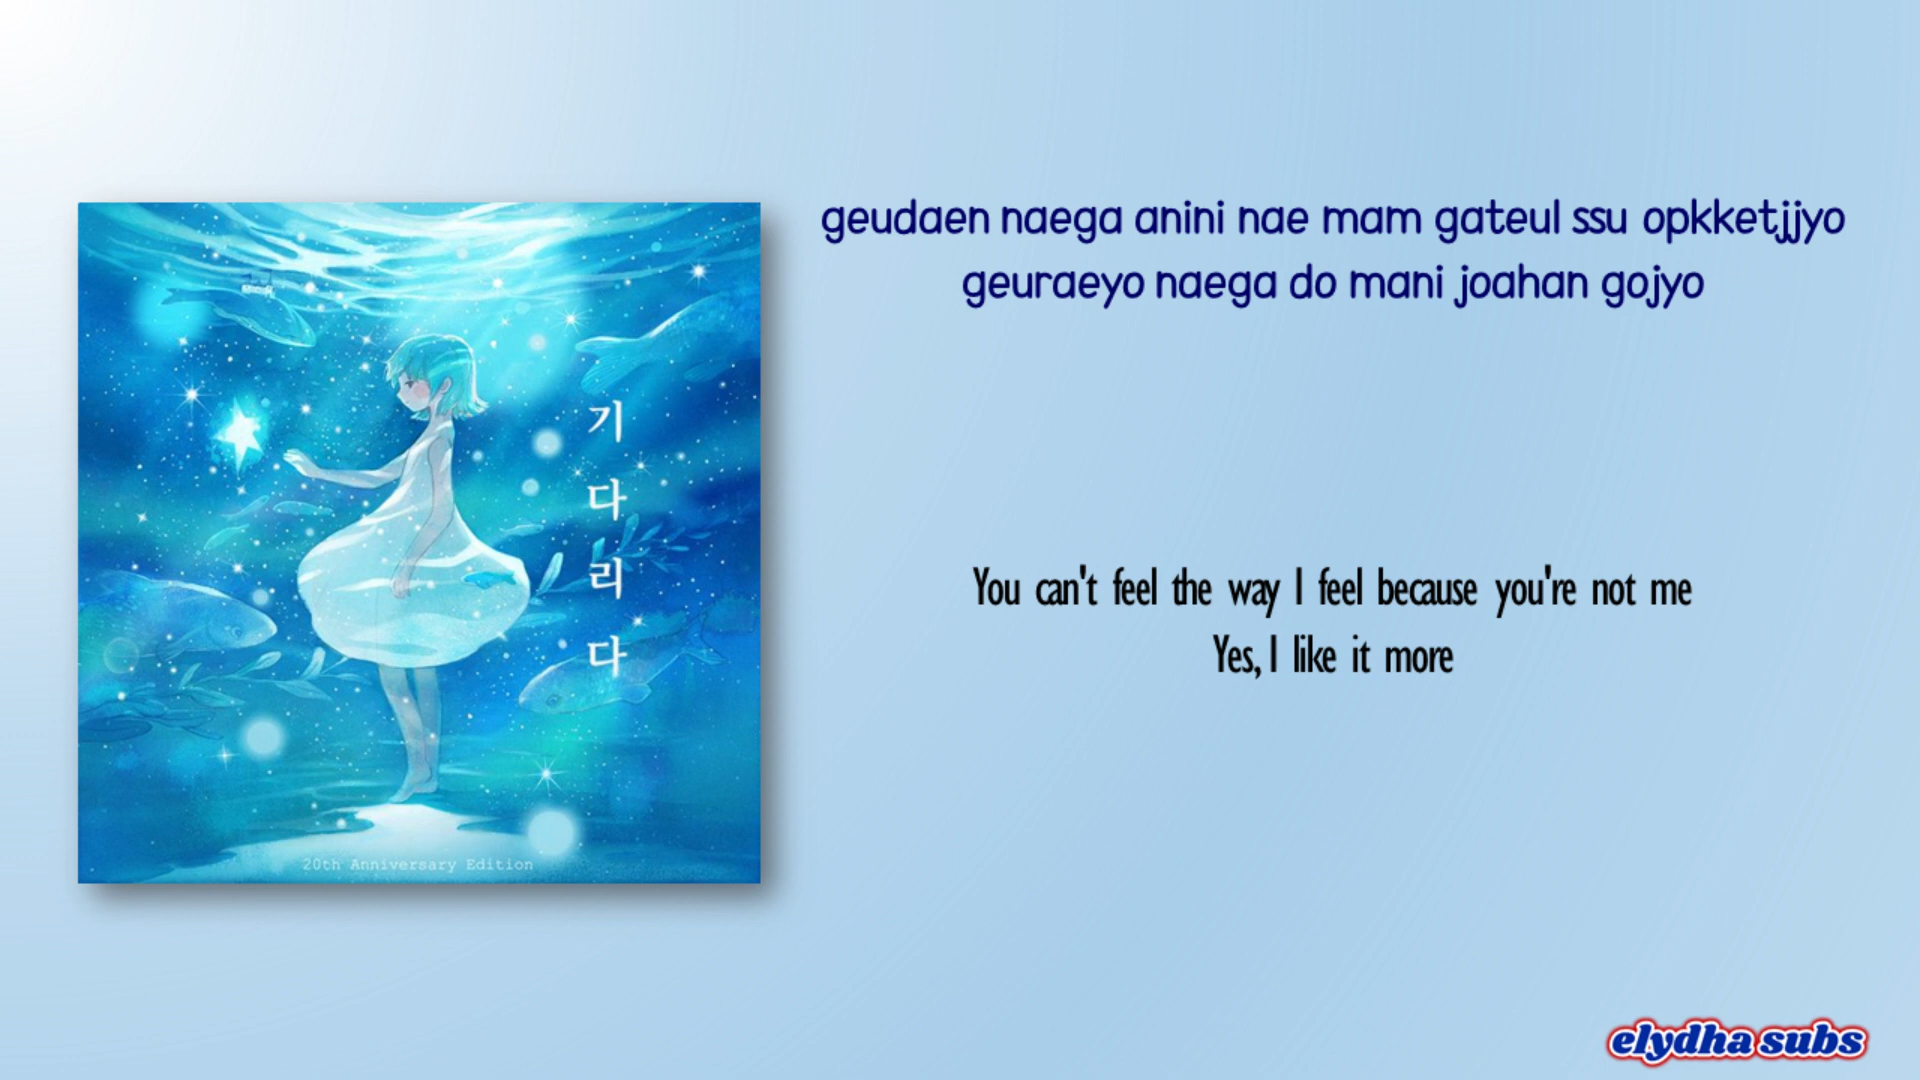 geudaen naega anini nae mam gateul ssu opkketjjyo
geuraeyo naega do mani joahan gojyo
기
다
리
다
You can't feel the way I feel because you're not me
Yes, I like it more
20th Anniversary Edition
elydha subs